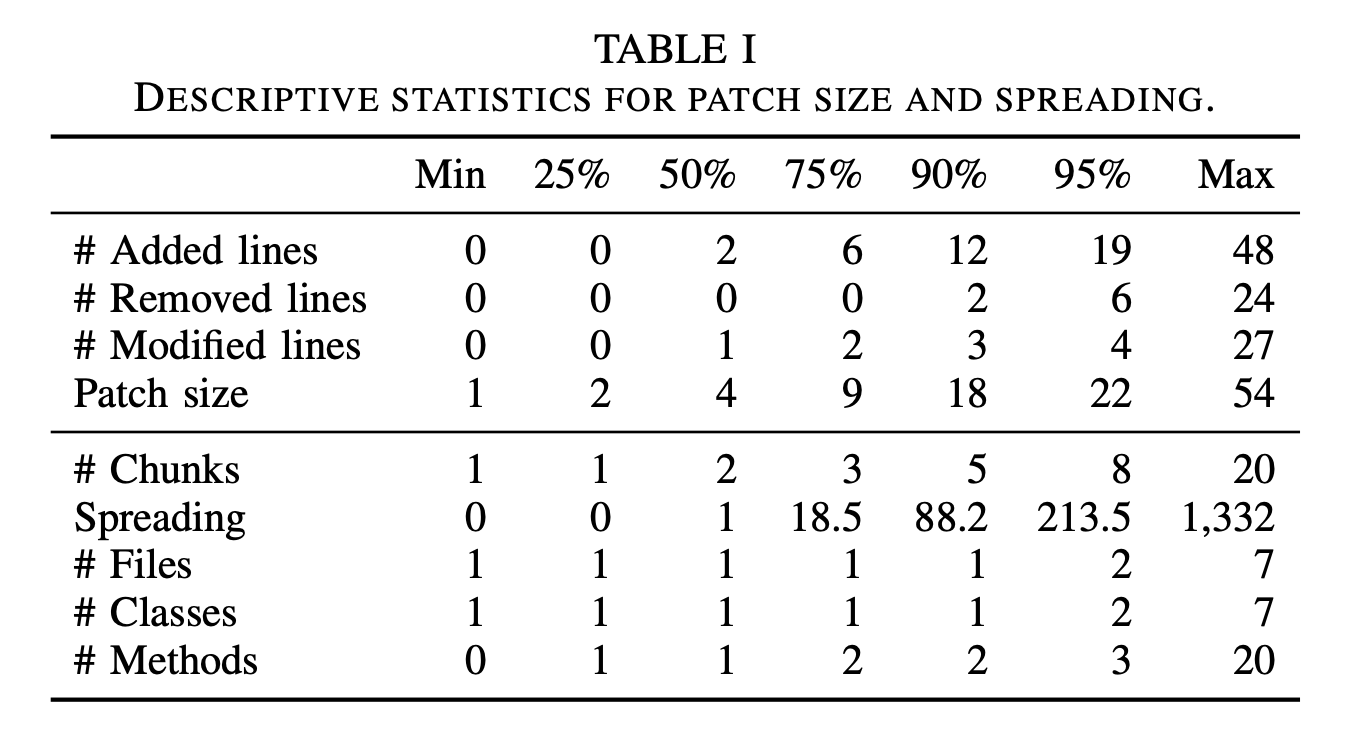 TABLE I
DESCRIPTIVE STATISTICS FOR PATCH SIZE AND SPREADING.
Min 25% 50% 75% 90% 95% Max
# Added lines 0 0 2 6 12 19 48
# Removed lines 0 0 0 0 2 6 24
# Modified lines 0 0 1 2 3 4 27
Patch size 1 2 4 9 18 22 54
# Chunks 1 1 2 3 5 8 20
Spreading 0 0 1 18.5 88.2 213.5 1,332
# Files 1 1 1 1 1 2 7
# Classes 1 1 1 1 1 2 7
# Methods 0 1 1 2 2 3 20